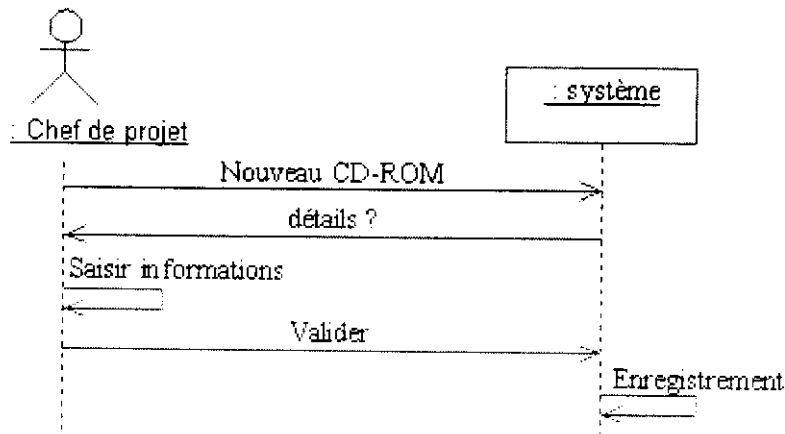 : système
: Chef de projet
Nouveau CD-ROM
détails ?
Saisir informations
Valider
Enregistrement